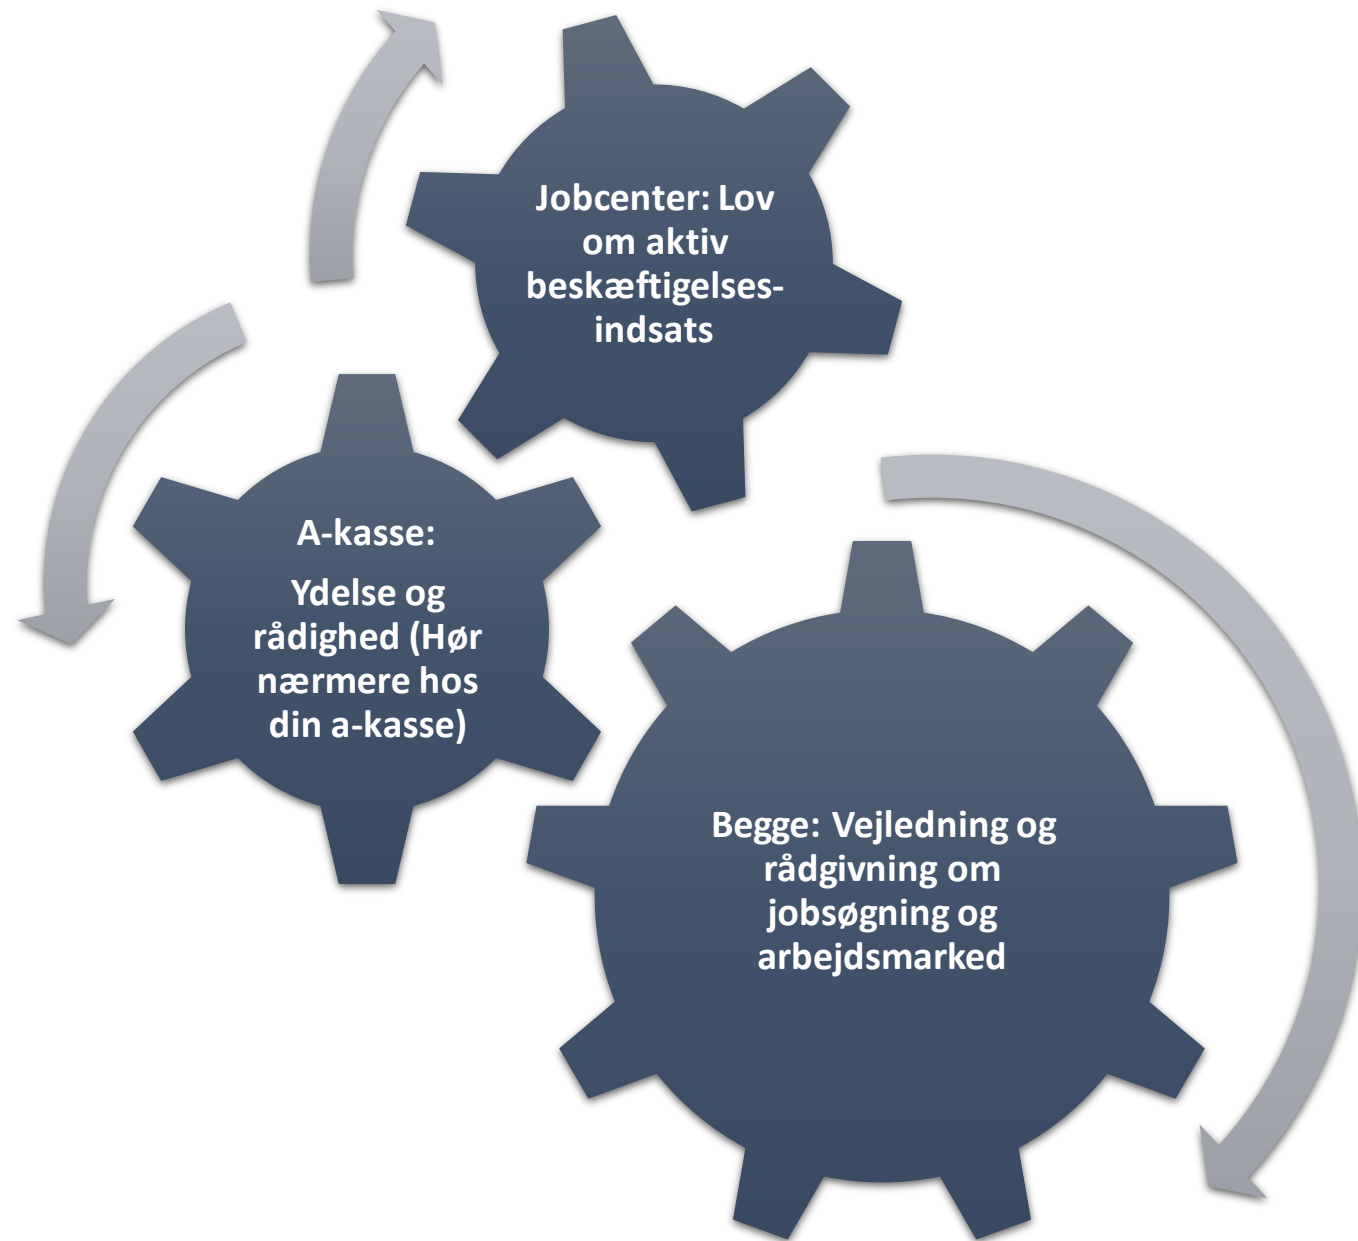 Jobcenter: Lov
om aktiv
beskæftigelses-
indsats
A-kasse:
Ydelse og
rådighed (Hør
nærmere hos
din a-kasse)
Begge: Vejledning og
rådgivning om
jobsøgning og
arbejdsmarked